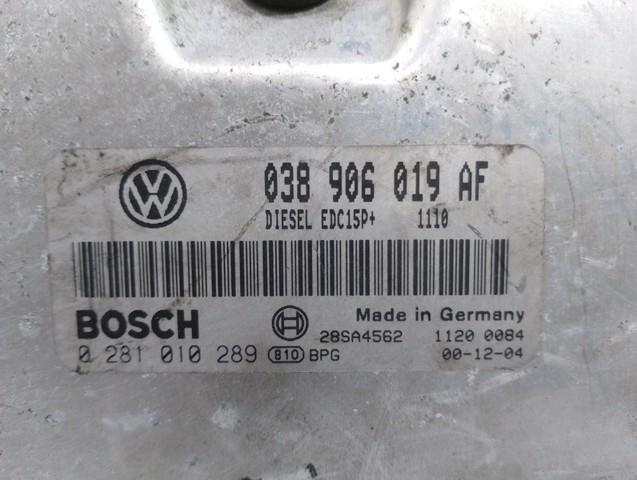 038 906 019 AF
DIESEL EDC15P+ 1110
BOSCH
Made in Germany
28SA4562 1120 0084
0 281 010 289 810 BPG 00-12-04